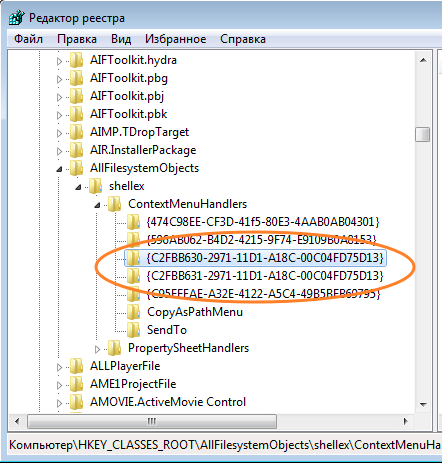 Редактор реестра
Файл Правка Вид Избранное Справка
AIFToolkit.hydra
AIFToolkit.pbg
AIFToolkit.pbj
AIFToolkit.pbk
AIMP.TDropTarget
AIR.InstallerPackage
AllFilesystemObjects
shellex
ContextMenuHandlers
{474C98EE-CF3D-41f5-80E3-4AAB0AB04301}
{596AB062-B4D2-4215-9F74-E9109B0A8153}
{C2FBB630-2971-11D1-A18C-00C04FD75D13}
{C2FBB631-2971-11D1-A18C-00C04FD75D13}
{C95FFEAE-A32E-4122-A5C4-49B5BFB69795}
CopyAsPathMenu
SendTo
PropertySheetHandlers
ALLPlayerFile
AME1ProjectFile
AMOVIE.ActiveMovie Control
Компьютер\HKEY_CLASSES_ROOT\AllFilesystemObjects\shellex\ContextMenuHa